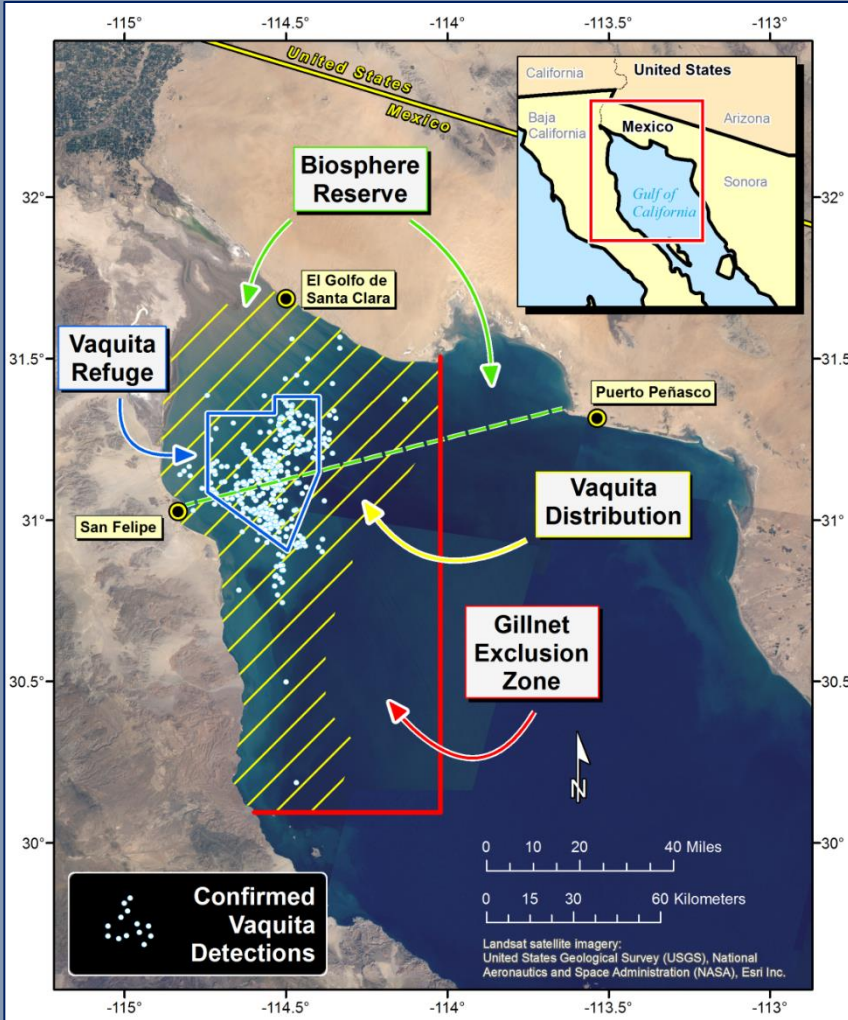 -115°
-114.5°
-114°
-113.5°
-113°
United States
Mexico
California
United States
Baja
California
Mexico
Arizona
Sonora
Gulf of
California
Biosphere
Reserve
32°
32°
El Golfo de
Santa Clara
Vaquita
Refuge
31.5°
31.5°
Puerto Peñasco
Vaquita
Distribution
San Felipe
31°
31°
Gillnet
Exclusion
Zone
30.5°
30.5°
N
30°
30°
0 10 20 40 Miles
0 15 30 60 Kilometers
Confirmed
Vaquita
Detections
Landsat satellite imagery:
United States Geological Survey (USGS), National
Aeronautics and Space Administration (NASA), Esri Inc.
-115°
-114.5°
-114°
-113.5°
-113°